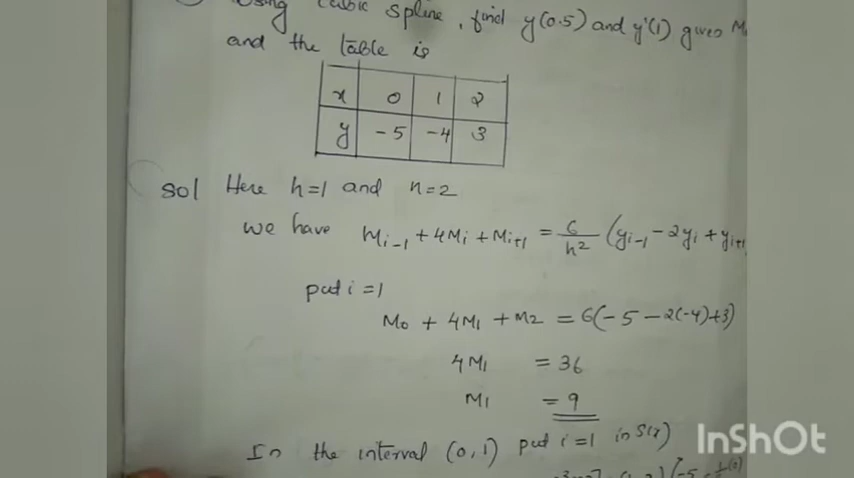 Using cubic spline, find y(0.5) and y'(1) given M
and the table is
x 0 1 2
y -5 -4 3
Sol Here h=1 and n=2
we have Mi-1 + 4Mi + Mi+1 = 6/h² (yi-1 - 2yi + yi+1
put i=1
M0 + 4M1 + M2 = 6(-5-2(-4)+3)
4M1 = 36
M1 = 9
In the interval (0,1) put i=1 in S(x)
InShOt